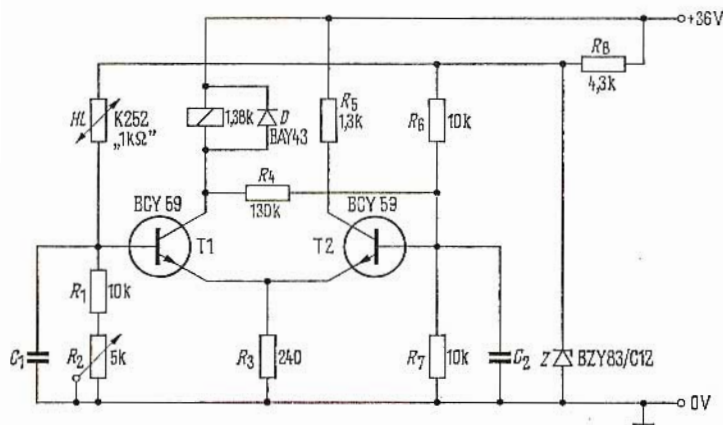 +36V
R8
4,3k
HL
K252
„1kΩ"
1,38k
D
BAY43
R5
1,3k
R6
10k
R4
130k
BCY 59
T1
BCY 59
T2
R1
10k
C1
R2
5k
R3
240
R7
10k
C2
Z
BZY83/C12
0V